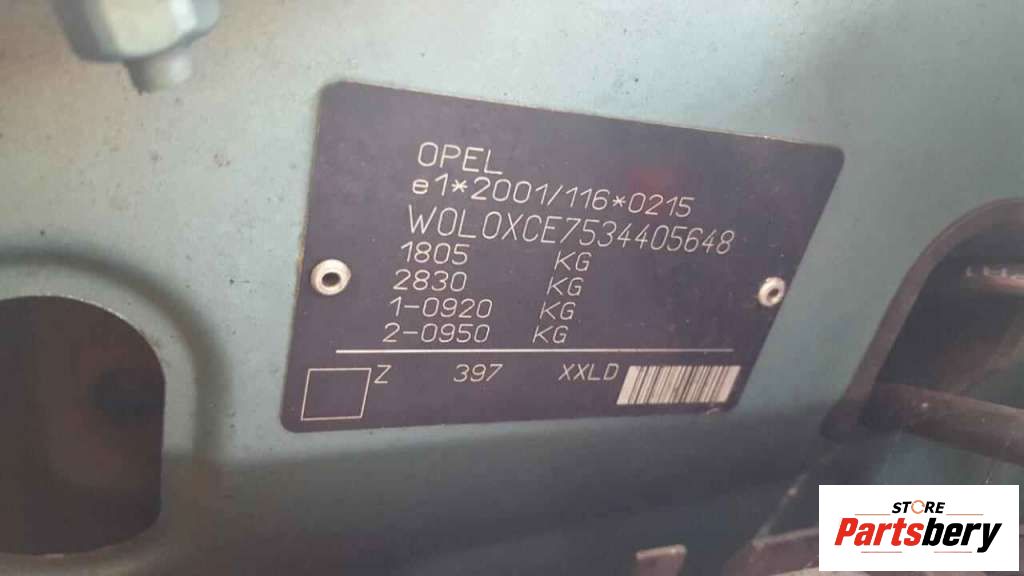 OPEL
e1*2001/116*0215
W0L0XCE7534405648
1805 KG
2830 KG
1-0920 KG
2-0950 KG
Z 397 XXLD
STORE
Partsbery